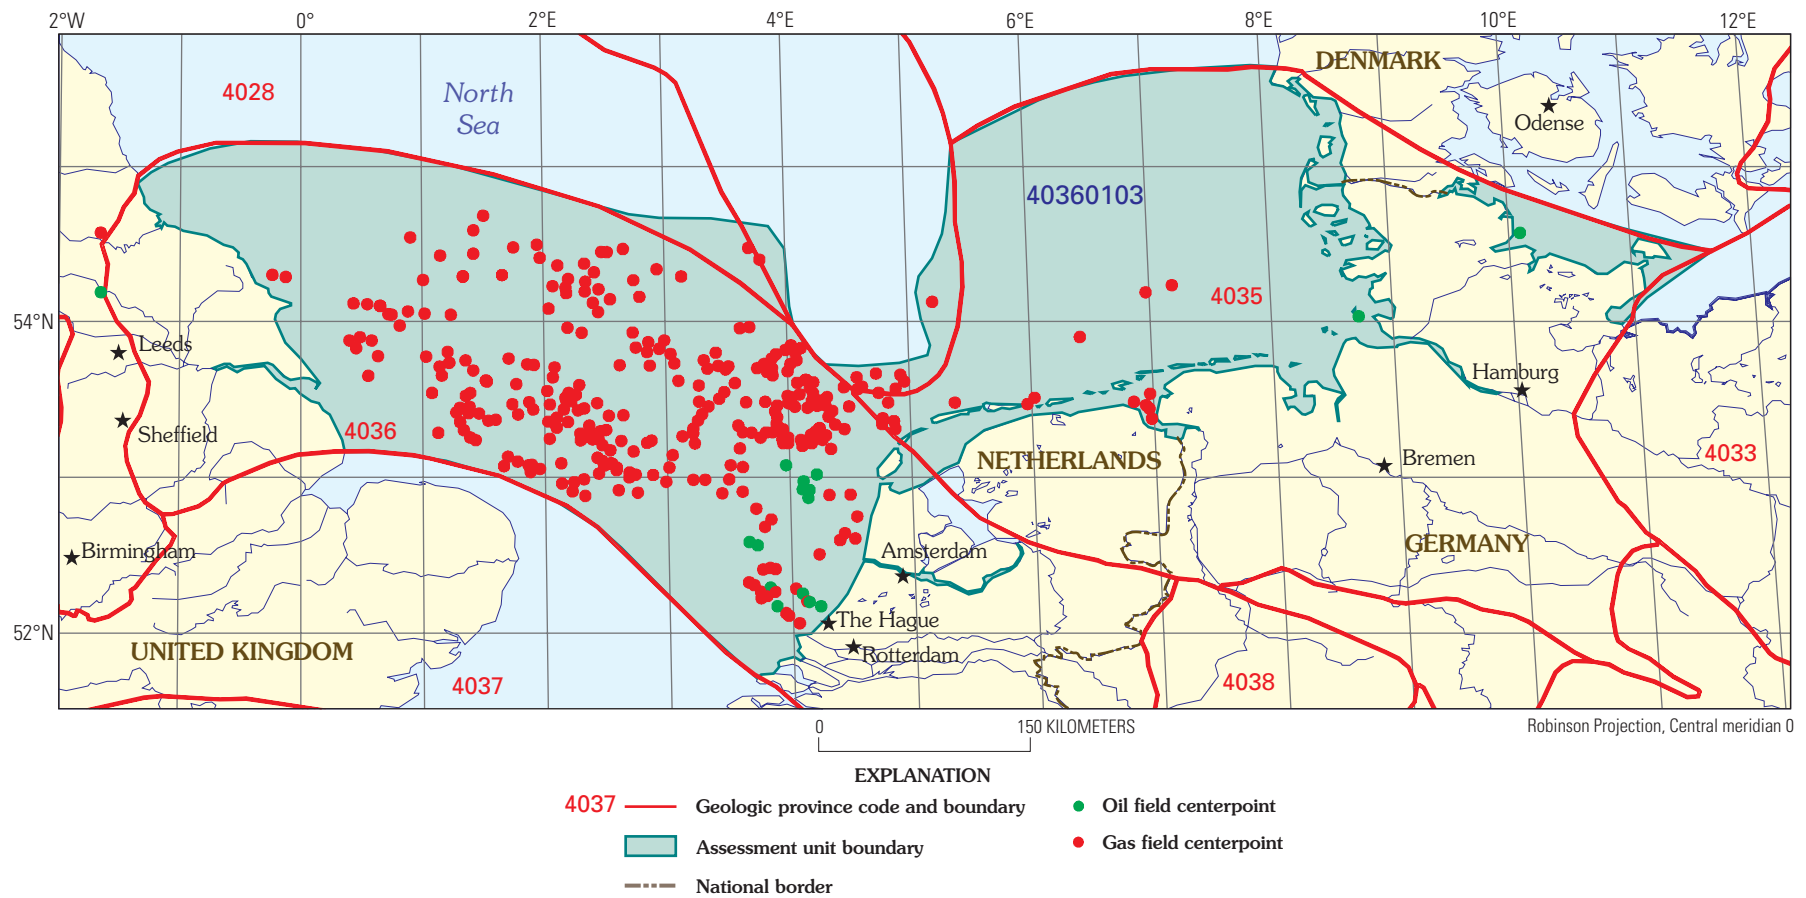 2°W 0° 2°E 4°E 6°E 8°E 10°E 12°E
DENMARK
4028
North
Sea
Odense
40360103
4035
54°N
Leeds
Hamburg
4036
Sheffield
NETHERLANDS
Bremen
4033
Birmingham
Amsterdam
GERMANY
The Hague
52°N
UNITED KINGDOM
Rotterdam
4037
4038
0 150 KILOMETERS
Robinson Projection, Central meridian 0
EXPLANATION
4037 Geologic province code and boundary
Oil field centerpoint
Assessment unit boundary
Gas field centerpoint
National border